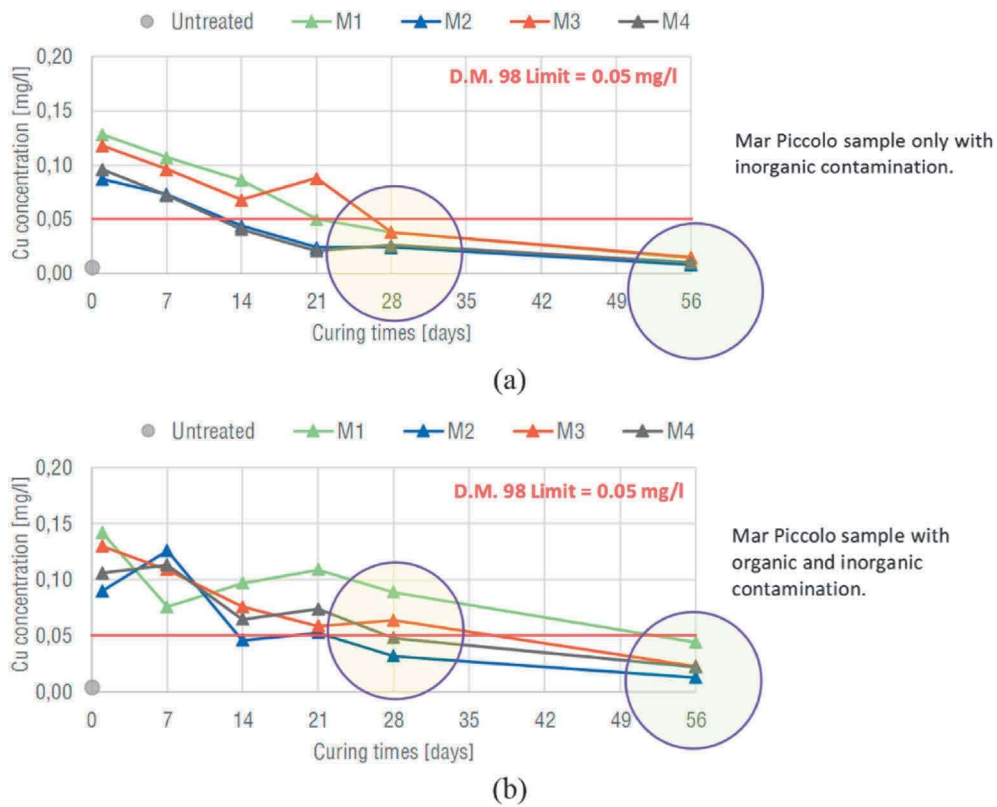 Untreated M1 M2 M3 M4
Cu concentration [mg/l]
0,20
D.M. 98 Limit = 0.05 mg/l
0,15
0,10
0,05
0,00
0 7 14 21 28 35 42 49 56
Curing times [days]
Mar Piccolo sample only with
inorganic contamination.
(a)
Untreated M1 M2 M3 M4
Cu concentration [mg/l]
0,20
D.M. 98 Limit = 0.05 mg/l
0,15
0,10
0,05
0,00
0 7 14 21 28 35 42 49 56
Curing times [days]
Mar Piccolo sample with
organic and inorganic
contamination.
(b)